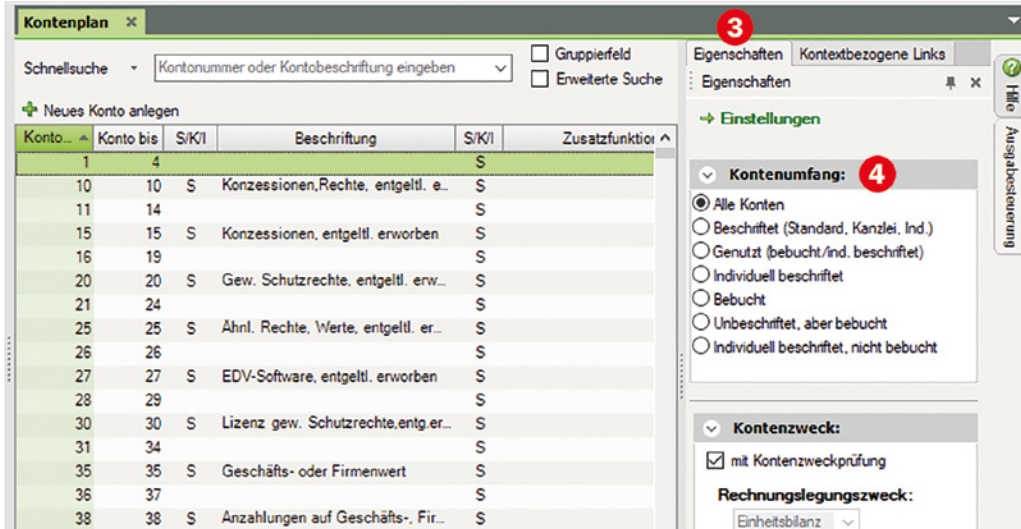 Kontenplan
Schnellsuche Kontonummer oder Kontobeschriftung eingeben
Gruppierfeld
Erweiterte Suche
Neues Konto anlegen
Konto... Konto bis S/K/I Beschriftung S/K/I Zusatzfunktion
1 4 S
10 10 S Konzessionen,Rechte, entgeltl. e... S
11 14 S
15 15 S Konzessionen, entgeltl. erworben S
16 19 S
20 20 S Gew. Schutzrechte, entgeltl. erw... S
21 24 S
25 25 S Ähnl. Rechte, Werte, entgeltl. er... S
26 26 S
27 27 S EDV-Software, entgeltl. erworben S
28 29 S
30 30 S Lizenz gew. Schutzrechte,entg.er... S
31 34 S
35 35 S Geschäfts- oder Firmenwert S
36 37 S
38 38 S Anzahlungen auf Geschäfts-, Fir... S
3
Eigenschaften Kontextbezogene Links
Eigenschaften
Einstellungen
Kontenumfang: 4
Alle Konten
Beschriftet (Standard, Kanzlei, Ind.)
Genutzt (bebucht/ind. beschriftet)
Individuell beschriftet
Bebucht
Unbeschriftet, aber bebucht
Individuell beschriftet, nicht bebucht
Kontenzweck:
mit Kontenzweckprüfung
Rechnungslegungszweck:
Einheitsbilanz
Hilfe
Ausgabesteuerung